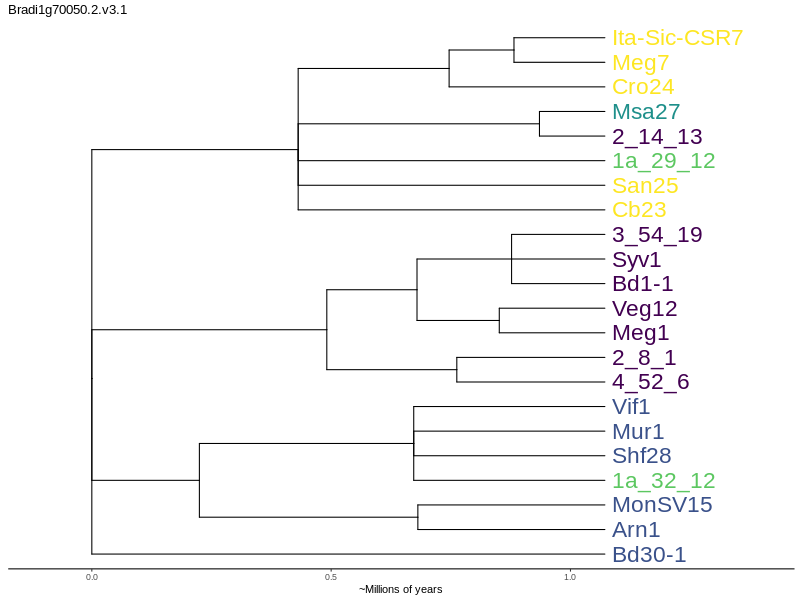 Bradi1g70050.2.v3.1
Ita-Sic-CSR7
Meg7
Cro24
Msa27
2_14_13
1a_29_12
San25
Cb23
3_54_19
Syv1
Bd1-1
Veg12
Meg1
2_8_1
4_52_6
Vif1
Mur1
Shf28
1a_32_12
MonSV15
Arn1
Bd30-1
0.0 0.5 1.0
~Millions of years